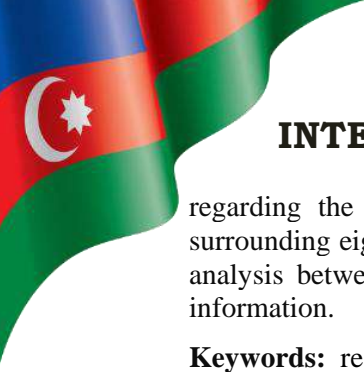 INTE
regarding the
surrounding eig
analysis betwe
information.
Keywords: re